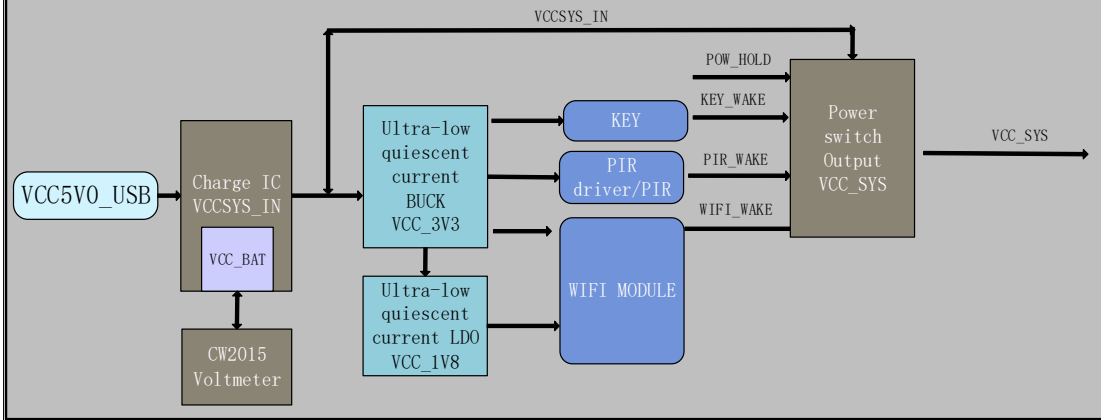 VCCSYS_IN
POW_HOLD
KEY_WAKE
PIR_WAKE
WIFI_WAKE
VCC_SYS
VCC5V0_USB
Charge IC
VCCSYS_IN
VCC_BAT
CW2015
Voltmeter
Ultra-low
quiescent
current
BUCK
VCC_3V3
Ultra-low
quiescent
current LDO
VCC_1V8
KEY
PIR
driver/PIR
WIFI MODULE
Power
switch
Output
VCC_SYS